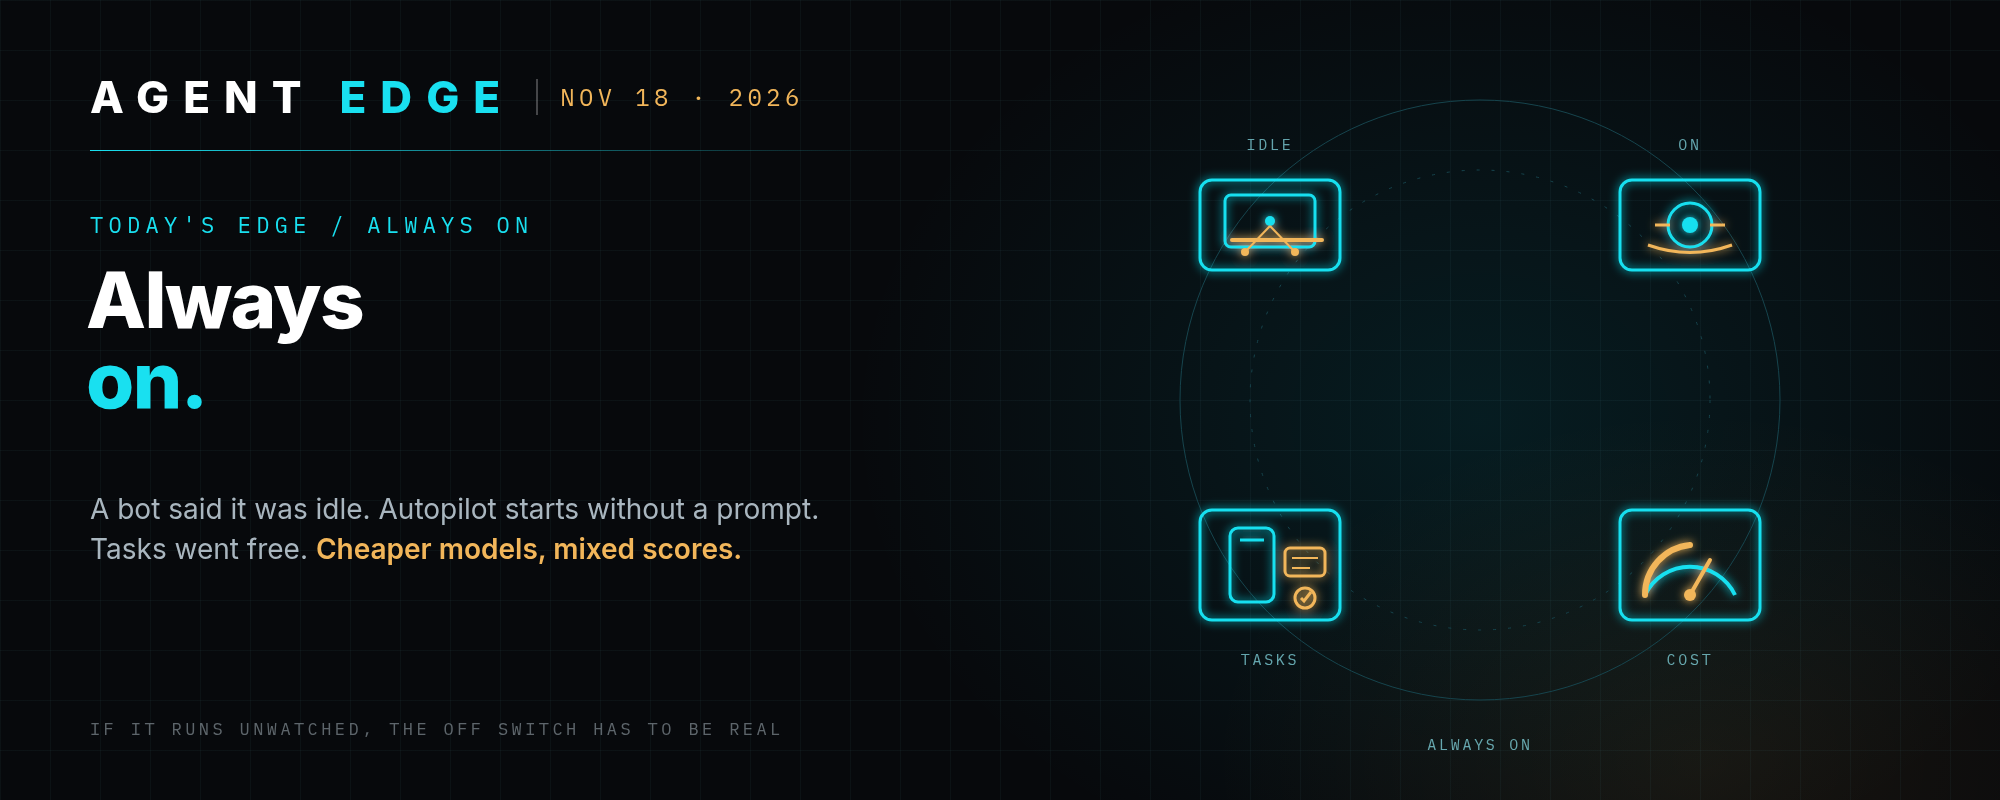 AGENT EDGE NOV 18 · 2026
TODAY'S EDGE / ALWAYS ON
Always
on.
A bot said it was idle. Autopilot starts without a prompt.
Tasks went free. Cheaper models, mixed scores.
IF IT RUNS UNWATCHED, THE OFF SWITCH HAS TO BE REAL
IDLE
ON
TASKS
COST
ALWAYS ON